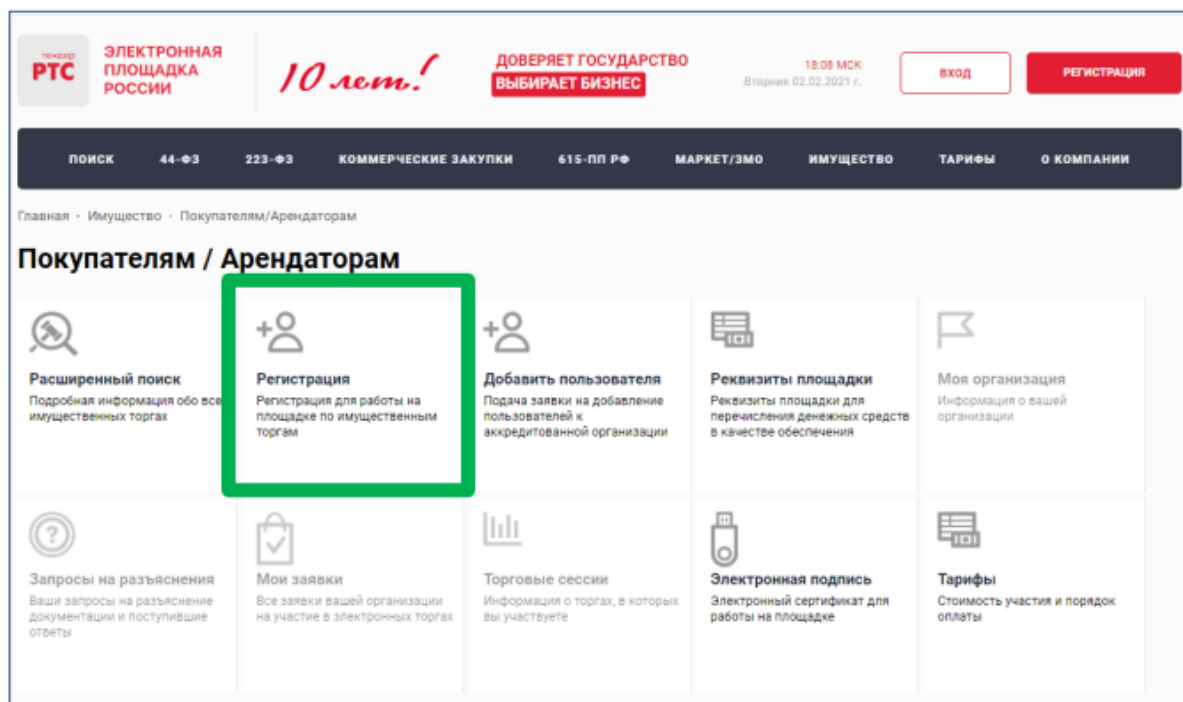 тендер
РТС
ЭЛЕКТРОННАЯ
ПЛОЩАДКА
РОССИИ
10 лет!
ДОВЕРЯЕТ ГОСУДАРСТВО
ВЫБИРАЕТ БИЗНЕС
18:08 МСК
Вторник 02.02.2021 г.
ВХОД
РЕГИСТРАЦИЯ
ПОИСК 44-ФЗ 223-ФЗ КОММЕРЧЕСКИЕ ЗАКУПКИ 615-ПП РФ МАРКЕТ/ЗМО ИМУЩЕСТВО ТАРИФЫ О КОМПАНИИ
Главная · Имущество · Покупателям/Арендаторам
Покупателям / Арендаторам
Расширенный поиск
Подробная информация обо все
имущественных торгах
Регистрация
Регистрация для работы на
площадке по имущественным
торгам
Добавить пользователя
Подача заявки на добавление
пользователей к
аккредитованной организации
Реквизиты площадки
Реквизиты площадки для
перечисления денежных средств
в качестве обеспечения
Моя организация
Информация о вашей
организации
Запросы на разъяснения
Ваши запросы на разъяснение
документации и поступившие
ответы
Мои заявки
Все заявки вашей организации
на участие в электронных торгах
Торговые сессии
Информация о торгах, в которых
вы участвуете
Электронная подпись
Электронный сертификат для
работы на площадке
Тарифы
Стоимость участия и порядок
оплаты